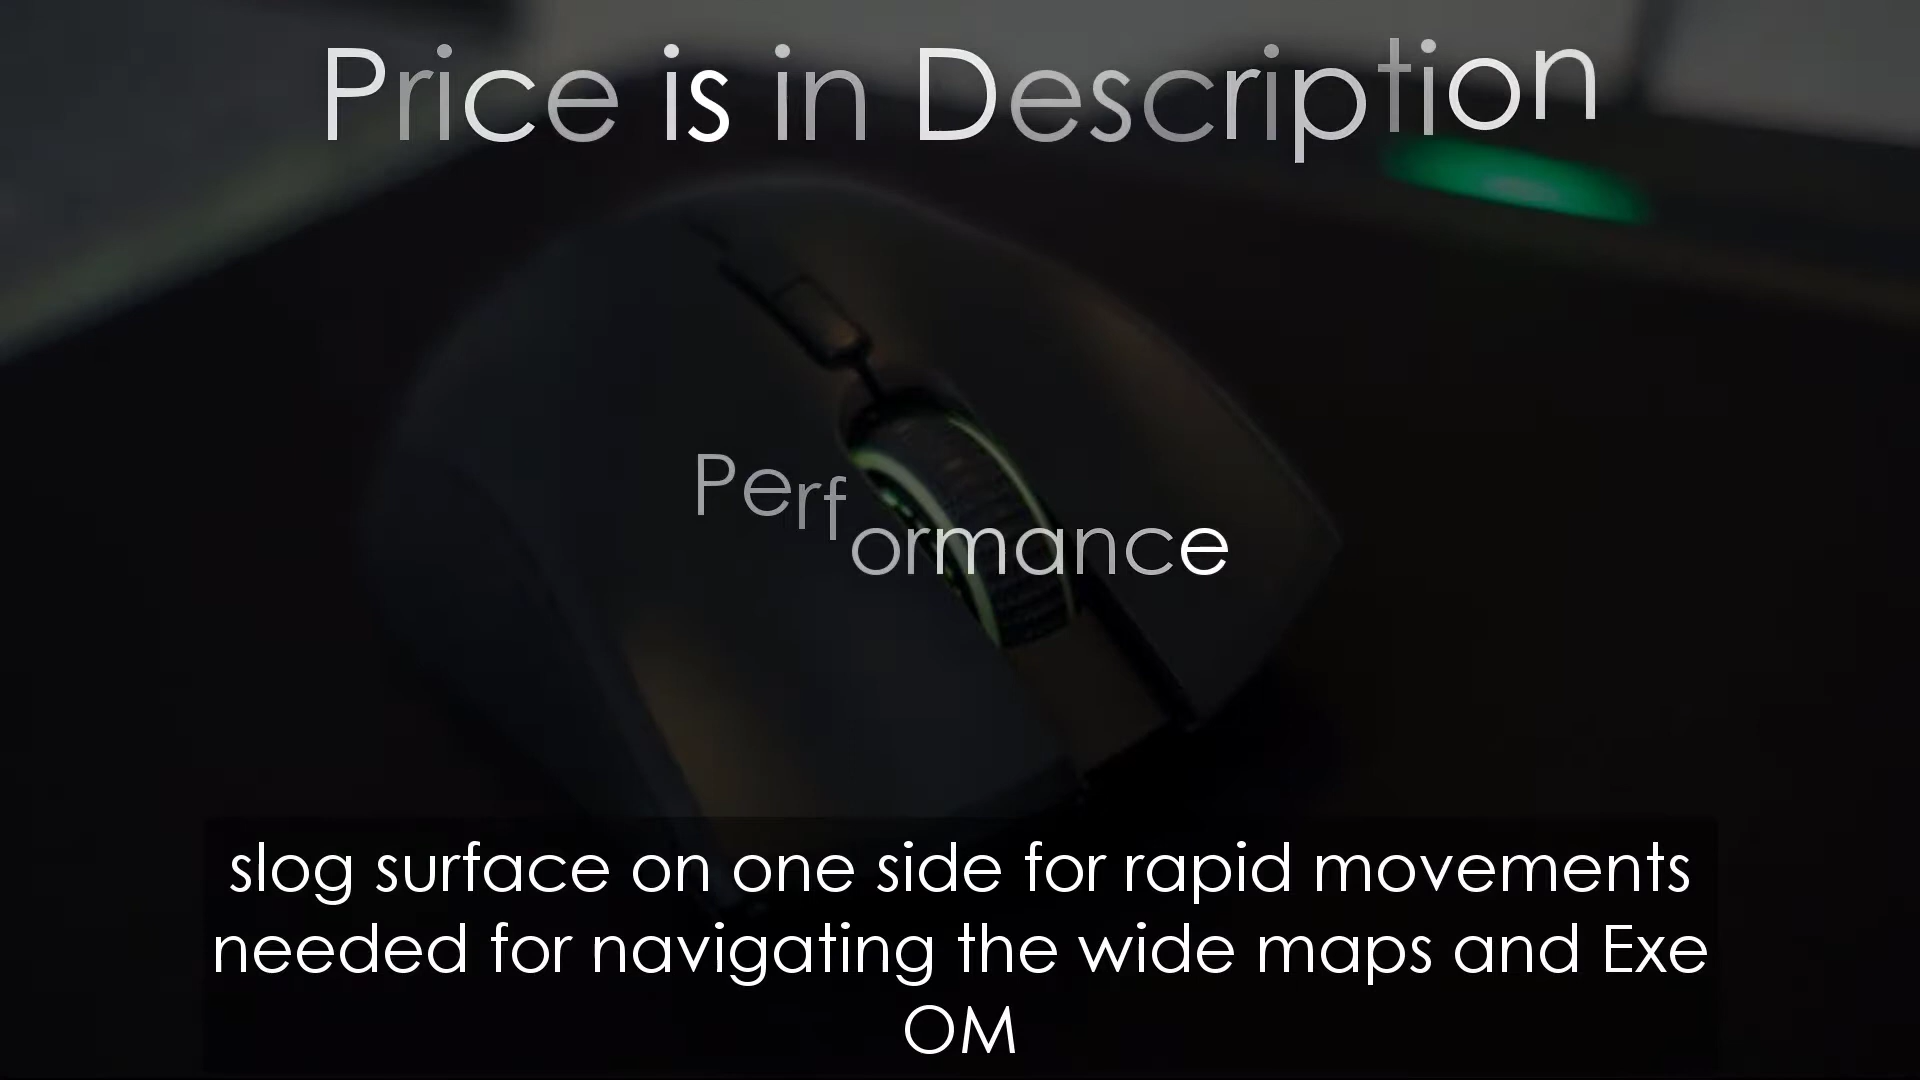 Price is in Description
Performance
slog surface on one side for rapid movements
needed for navigating the wide maps and Exe
OM